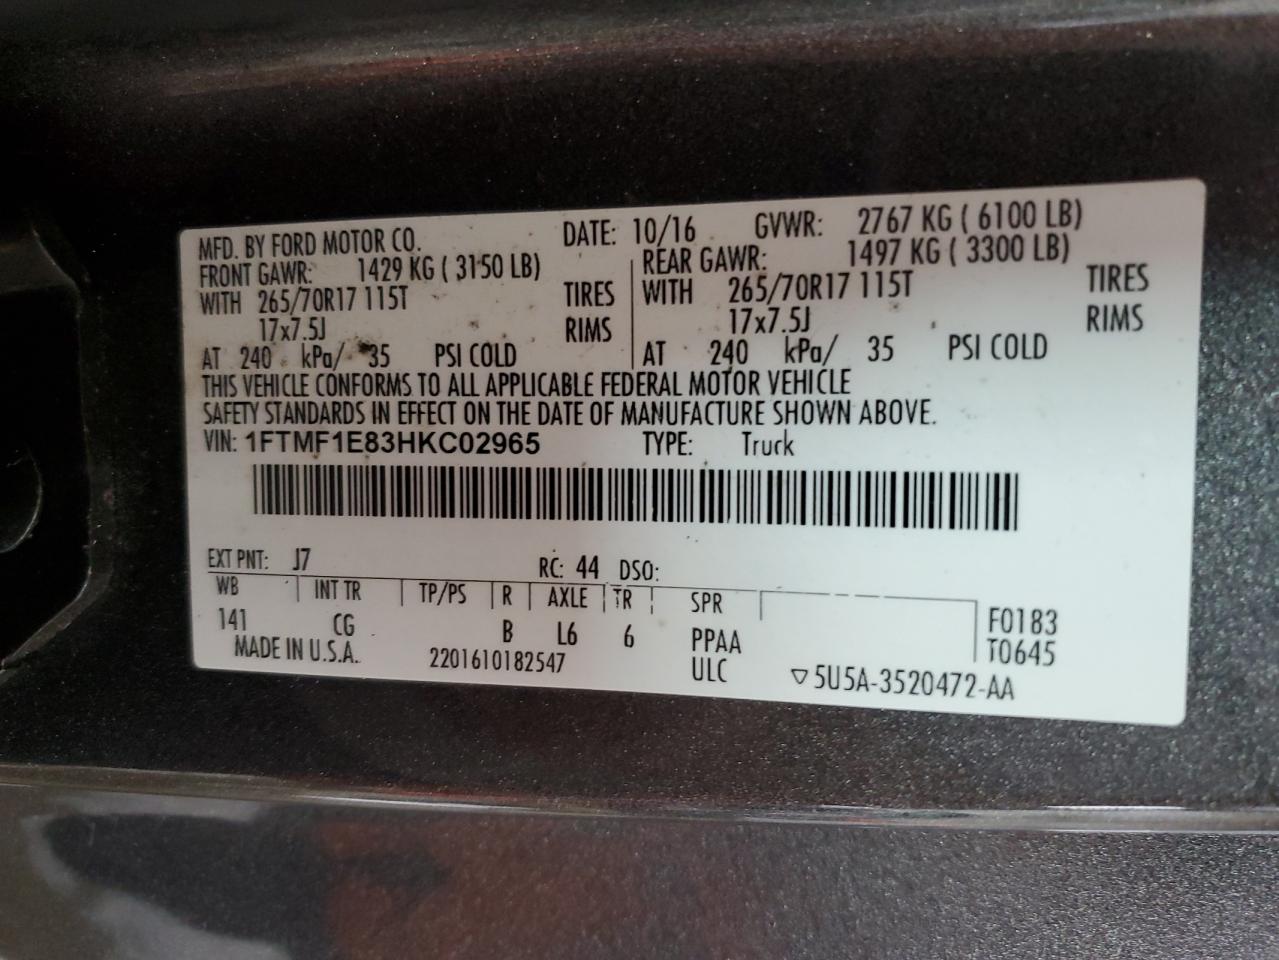 MFD. BY FORD MOTOR CO. DATE: 10/16 GVWR: 2767 KG ( 6100 LB)
FRONT GAWR: 1429 KG ( 3150 LB) REAR GAWR: 1497 KG ( 3300 LB)
WITH 265/70R17 115T TIRES WITH 265/70R17 115T TIRES
17x7.5J RIMS 17x7.5J RIMS
AT 240 kPa/ 35 PSI COLD AT 240 kPa/ 35 PSI COLD
THIS VEHICLE CONFORMS TO ALL APPLICABLE FEDERAL MOTOR VEHICLE
SAFETY STANDARDS IN EFFECT ON THE DATE OF MANUFACTURE SHOWN ABOVE.
VIN: 1FTMF1E83HKC02965 TYPE: Truck
EXT PNT: J7 RC: 44 DSO:
WB INT TR TP/PS R AXLE TR SPR
141 CG B L6 6 PPAA F0183
MADE IN U.S.A. 2201610182547 ULC T0645
▽5U5A-3520472-AA